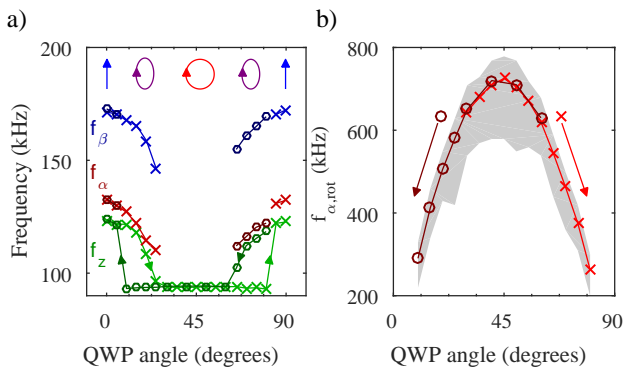 a)
b)
200
150
100
Frequency (kHz)
f_β
f_α
f_z
0
45
90
QWP angle (degrees)
800
600
400
200
f_α,rot (kHz)
0
45
90
QWP angle (degrees)